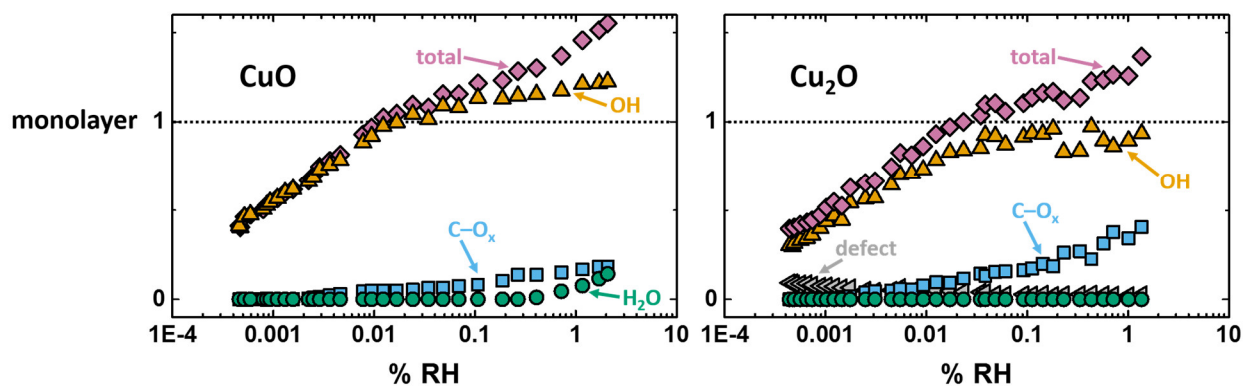 CuO
total
OH
C–Oₓ
H₂O
monolayer
1
0
1E-4
0.001
0.01
0.1
1
10
% RH
Cu₂O
total
OH
C–Oₓ
defect
1
0
1E-4
0.001
0.01
0.1
1
10
% RH